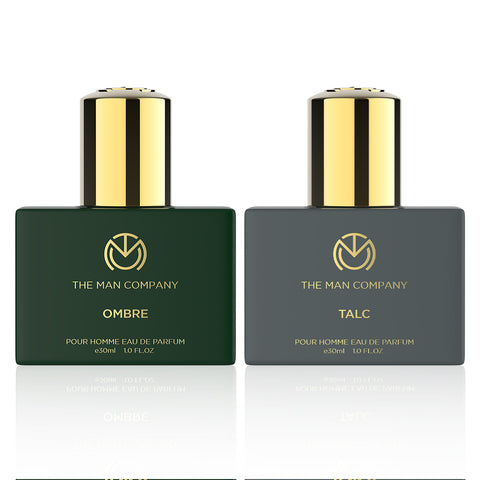 THE MAN COMPANY
OMBRE
POUR HOMME EAU DE PARFUM
e30ml 1.0 FL.OZ
THE MAN COMPANY
TALC
POUR HOMME EAU DE PARFUM
e30ml 1.0 FL.OZ